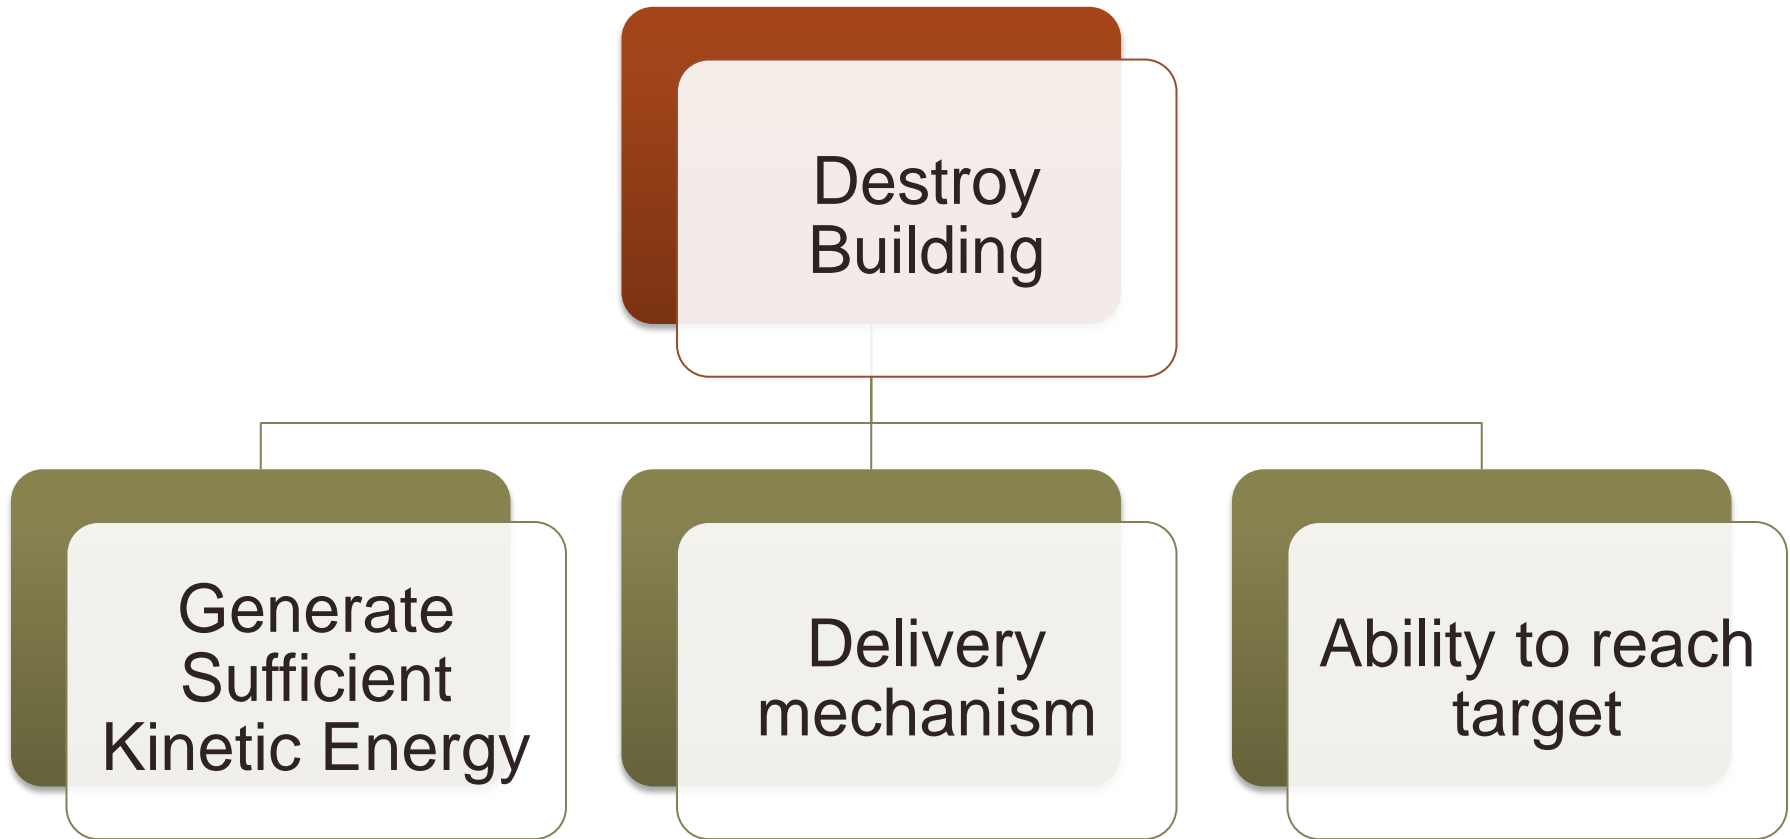 Destroy
Building
Generate
Sufficient
Kinetic Energy
Delivery
mechanism
Ability to reach
target